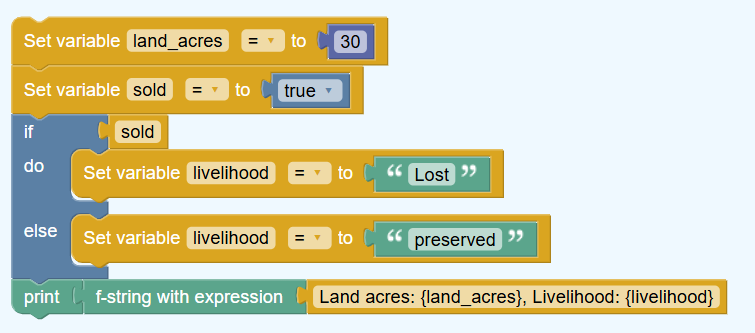 Set variable land_acres = to 30
Set variable sold = to true
if sold
do Set variable livelihood = to “ Lost ”
else Set variable livelihood = to “ preserved ”
print f-string with expression Land acres: {land_acres}, Livelihood: {livelihood}